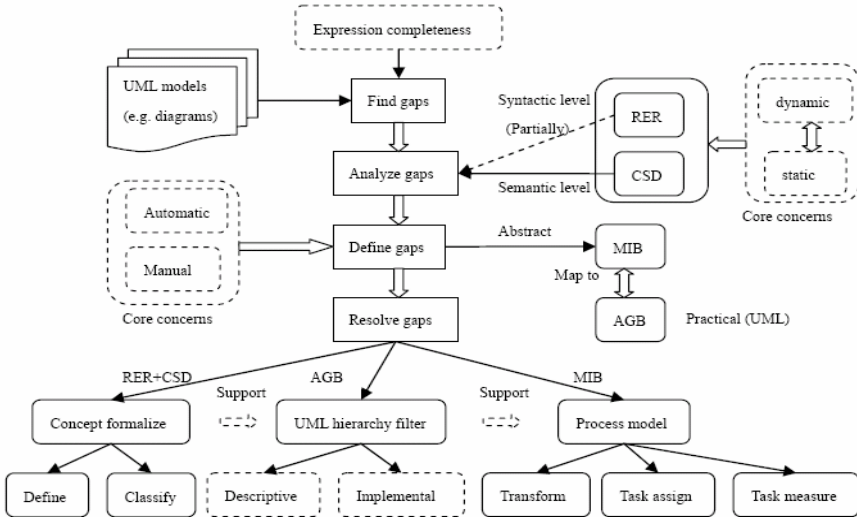 Expression completeness
UML models
(e.g. diagrams)
Find gaps
Syntactic level
(Partially)
RER
dynamic
Analyze gaps
Semantic level
CSD
static
Core concerns
Automatic
Manual
Core concerns
Define gaps
Abstract
MIB
Map to
Resolve gaps
AGB
Practical (UML)
RER+CSD
AGB
MIB
Support
Support
Concept formalize
UML hierarchy filter
Process model
Define
Classify
Descriptive
Implemental
Transform
Task assign
Task measure